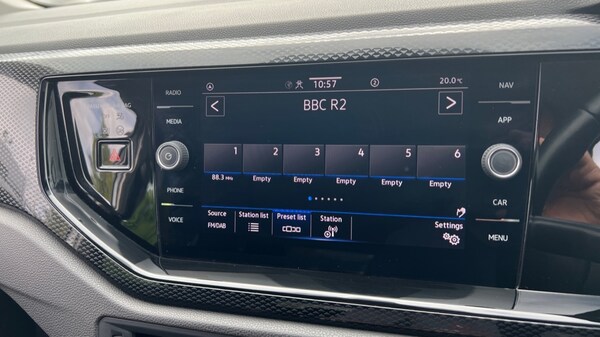 RADIO
MEDIA
PHONE
VOICE
10:57
2
20.0 °C
BBC R2
1 2 3 4 5 6
88.3 MHz Empty Empty Empty Empty Empty
Source Station list Preset list Station Settings
FM/DAB
NAV
APP
CAR
MENU